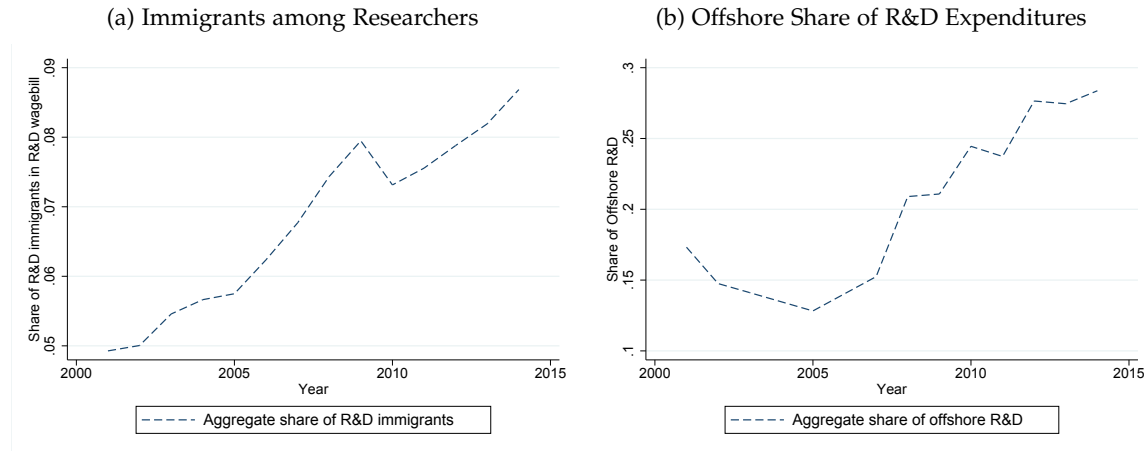 (a) Immigrants among Researchers
Share of R&D immigrants in R&D wagebill
.09
.08
.07
.06
.05
2000
2005
2010
2015
Year
Aggregate share of R&D immigrants
(b) Offshore Share of R&D Expenditures
Share of Offshore R&D
.3
.25
.2
.15
.1
2000
2005
2010
2015
Year
Aggregate share of offshore R&D